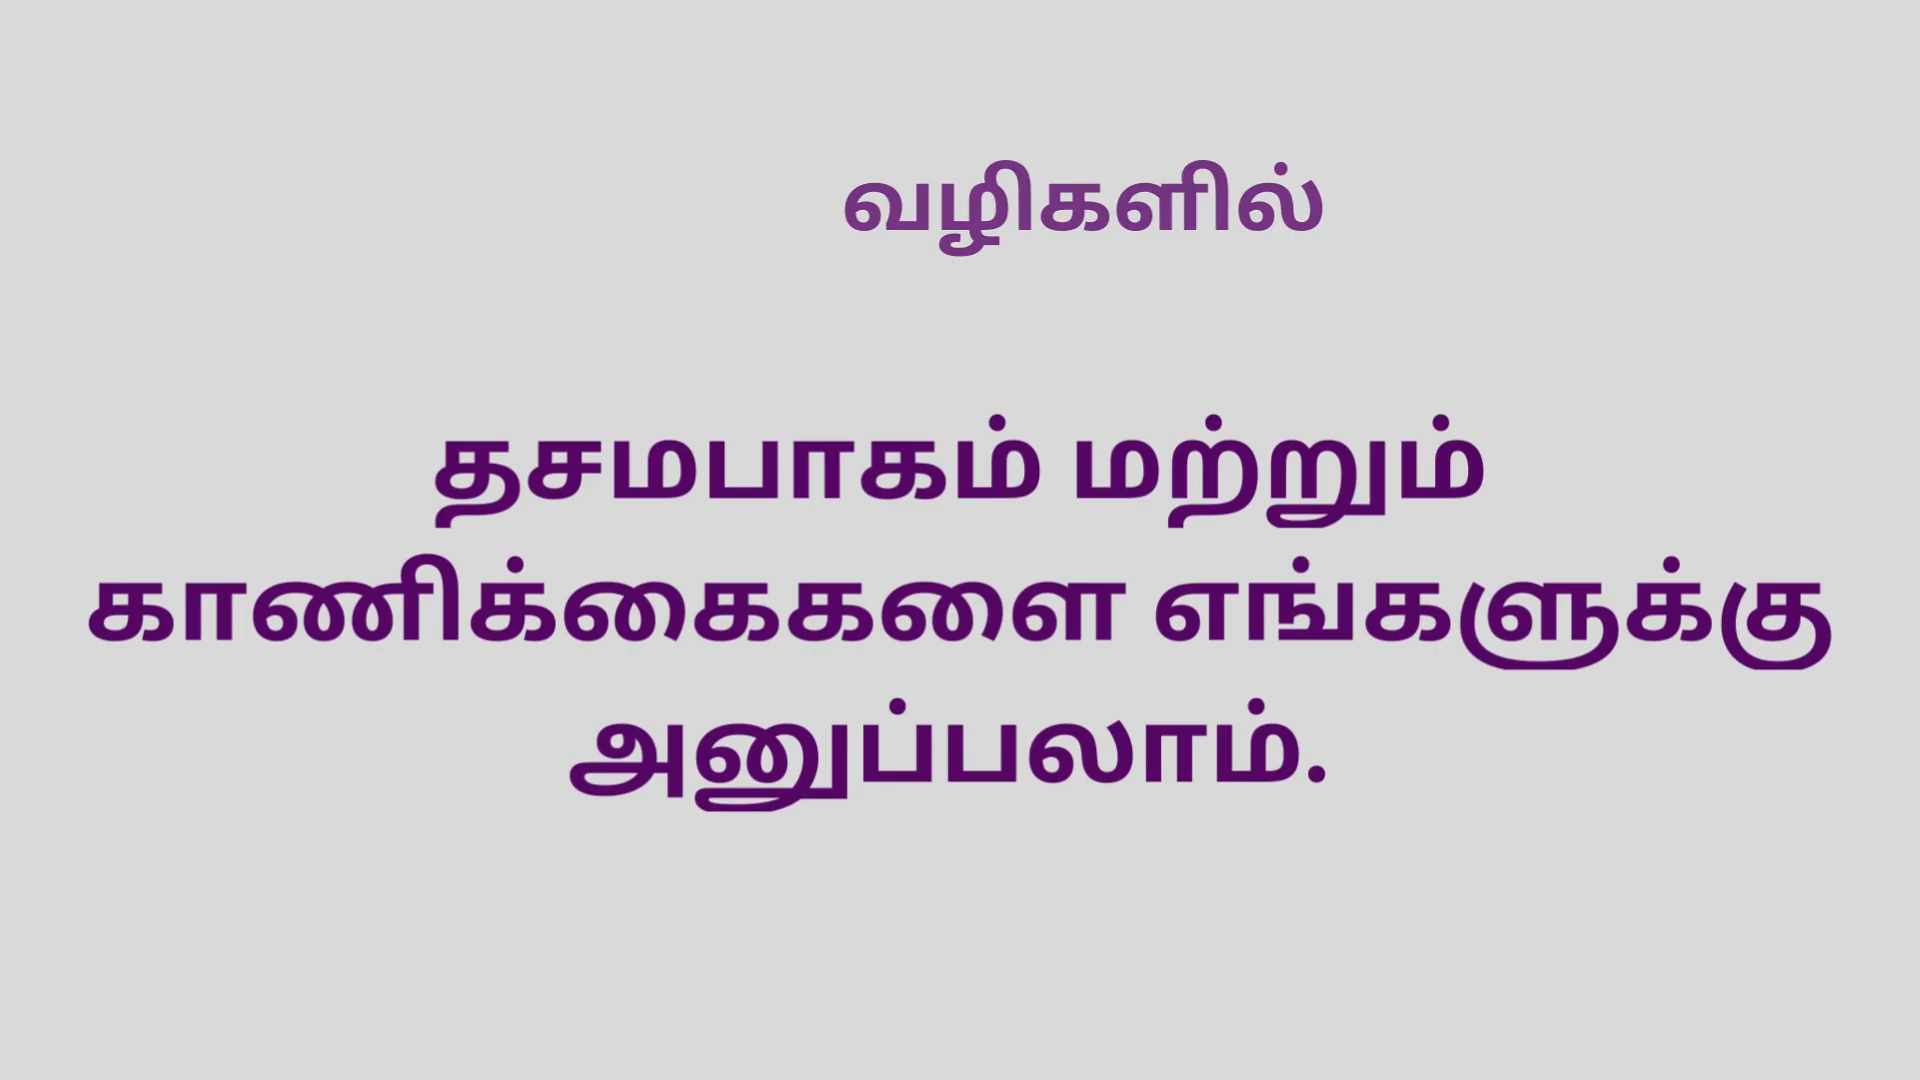 வழிகளில்
தசமபாகம் மற்றும்
காணிக்கைகளை எங்களுக்கு
அனுப்பலாம்.